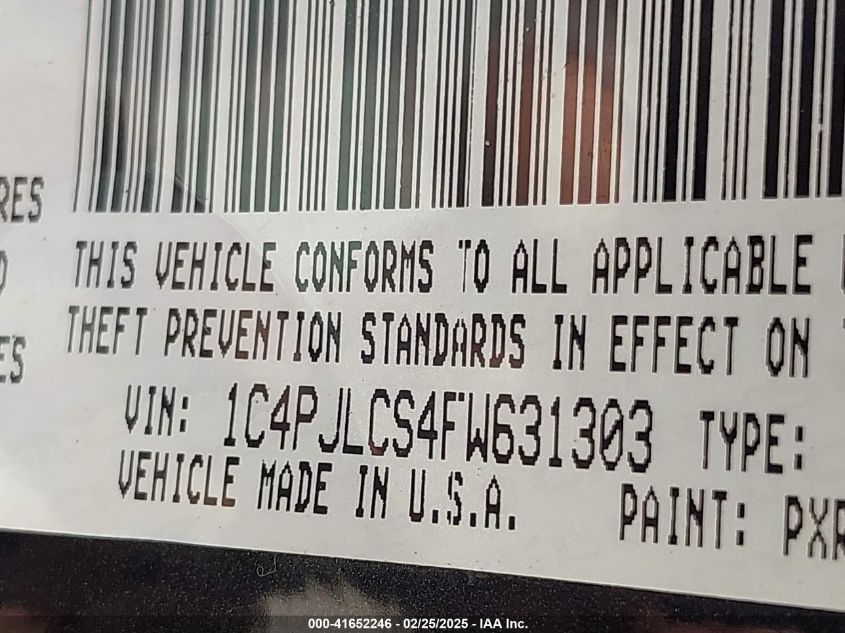 RES
THIS VEHICLE CONFORMS TO ALL APPLICABLE
THEFT PREVENTION STANDARDS IN EFFECT ON
ES
VIN: 1C4PJLCS4FW631303 TYPE:
VEHICLE MADE IN U.S.A. PAINT: PXR
000-41652246 - 02/25/2025 - IAA Inc.